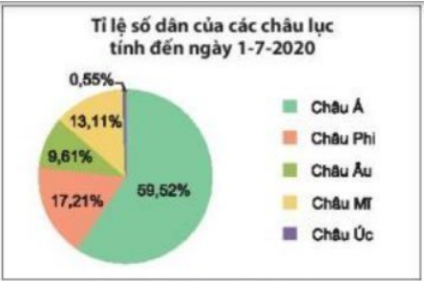 Tỉ lệ số dân của các châu lục
tính đến ngày 1-7-2020
0,55%
13,11%
9,61%
17,21%
59,52%
Châu Á
Châu Phi
Châu Âu
Châu Mĩ
Châu Úc